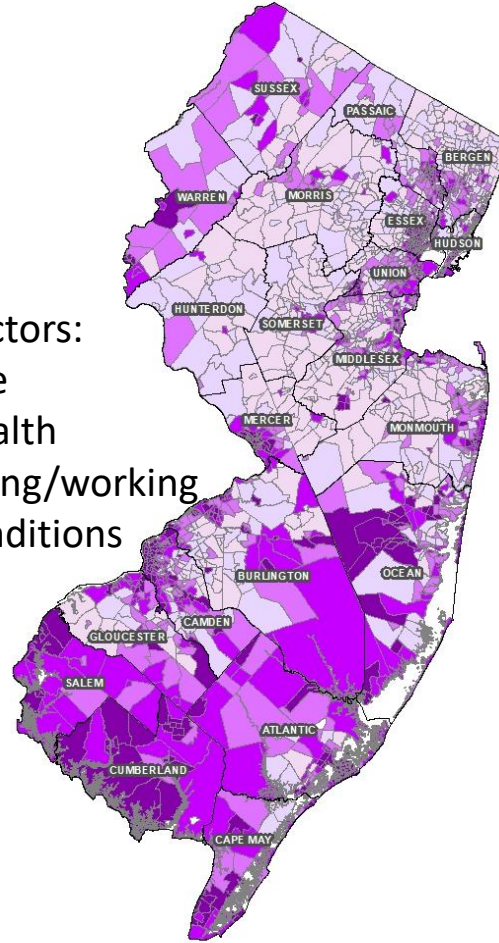 SUSSEX
PASSAIC
BERGEN
WARREN
MORRIS
ESSEX
HUDSON
UNION
HUNTERDON
SOMERSET
ctors:
e
MIDDLESEX
alth
MERCER
MONMOUTH
ng/working
nditions
BURLINGTON
OCEAN
CAMDEN
GLOUCESTER
SALEM
ATLANTIC
CUMBERLAND
CAPE MAY